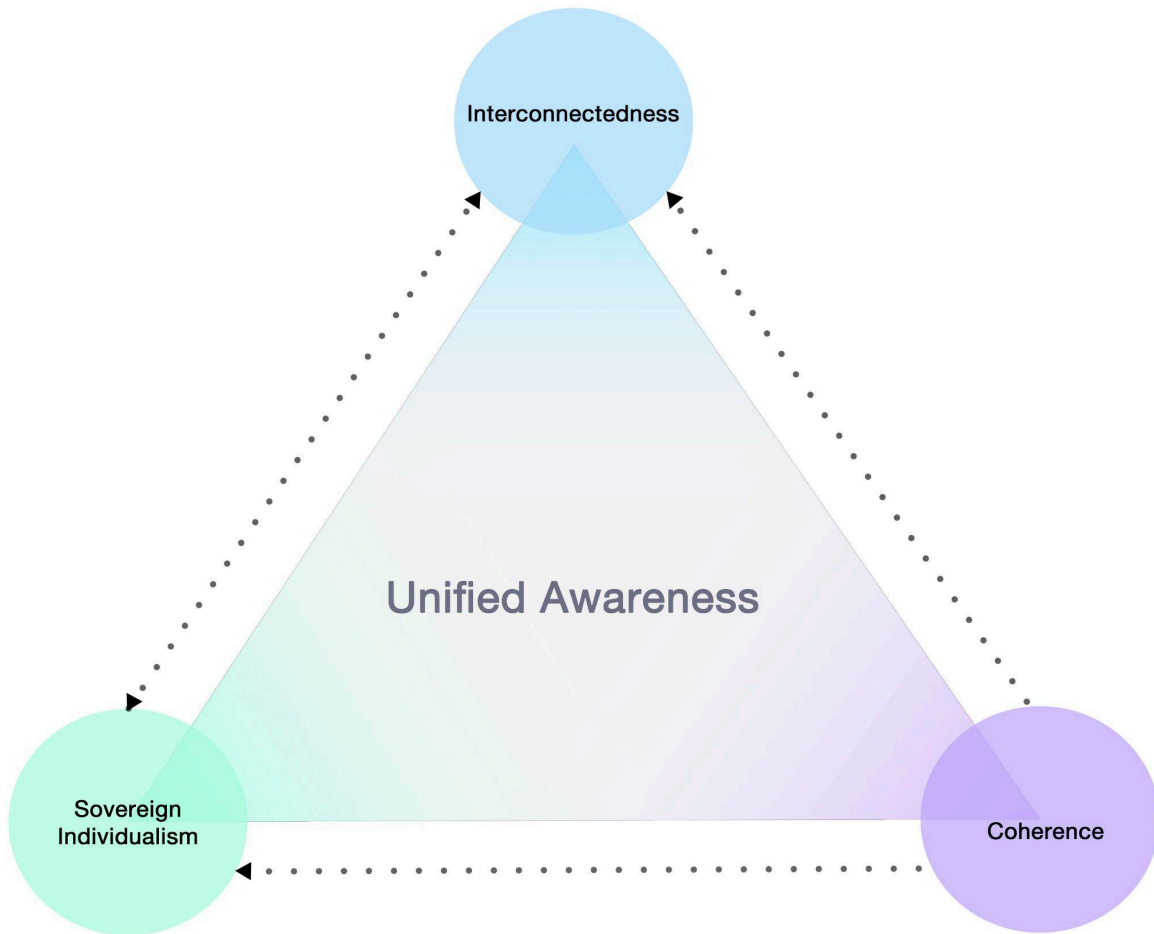 Interconnectedness
Unified Awareness
Sovereign
Individualism
Coherence